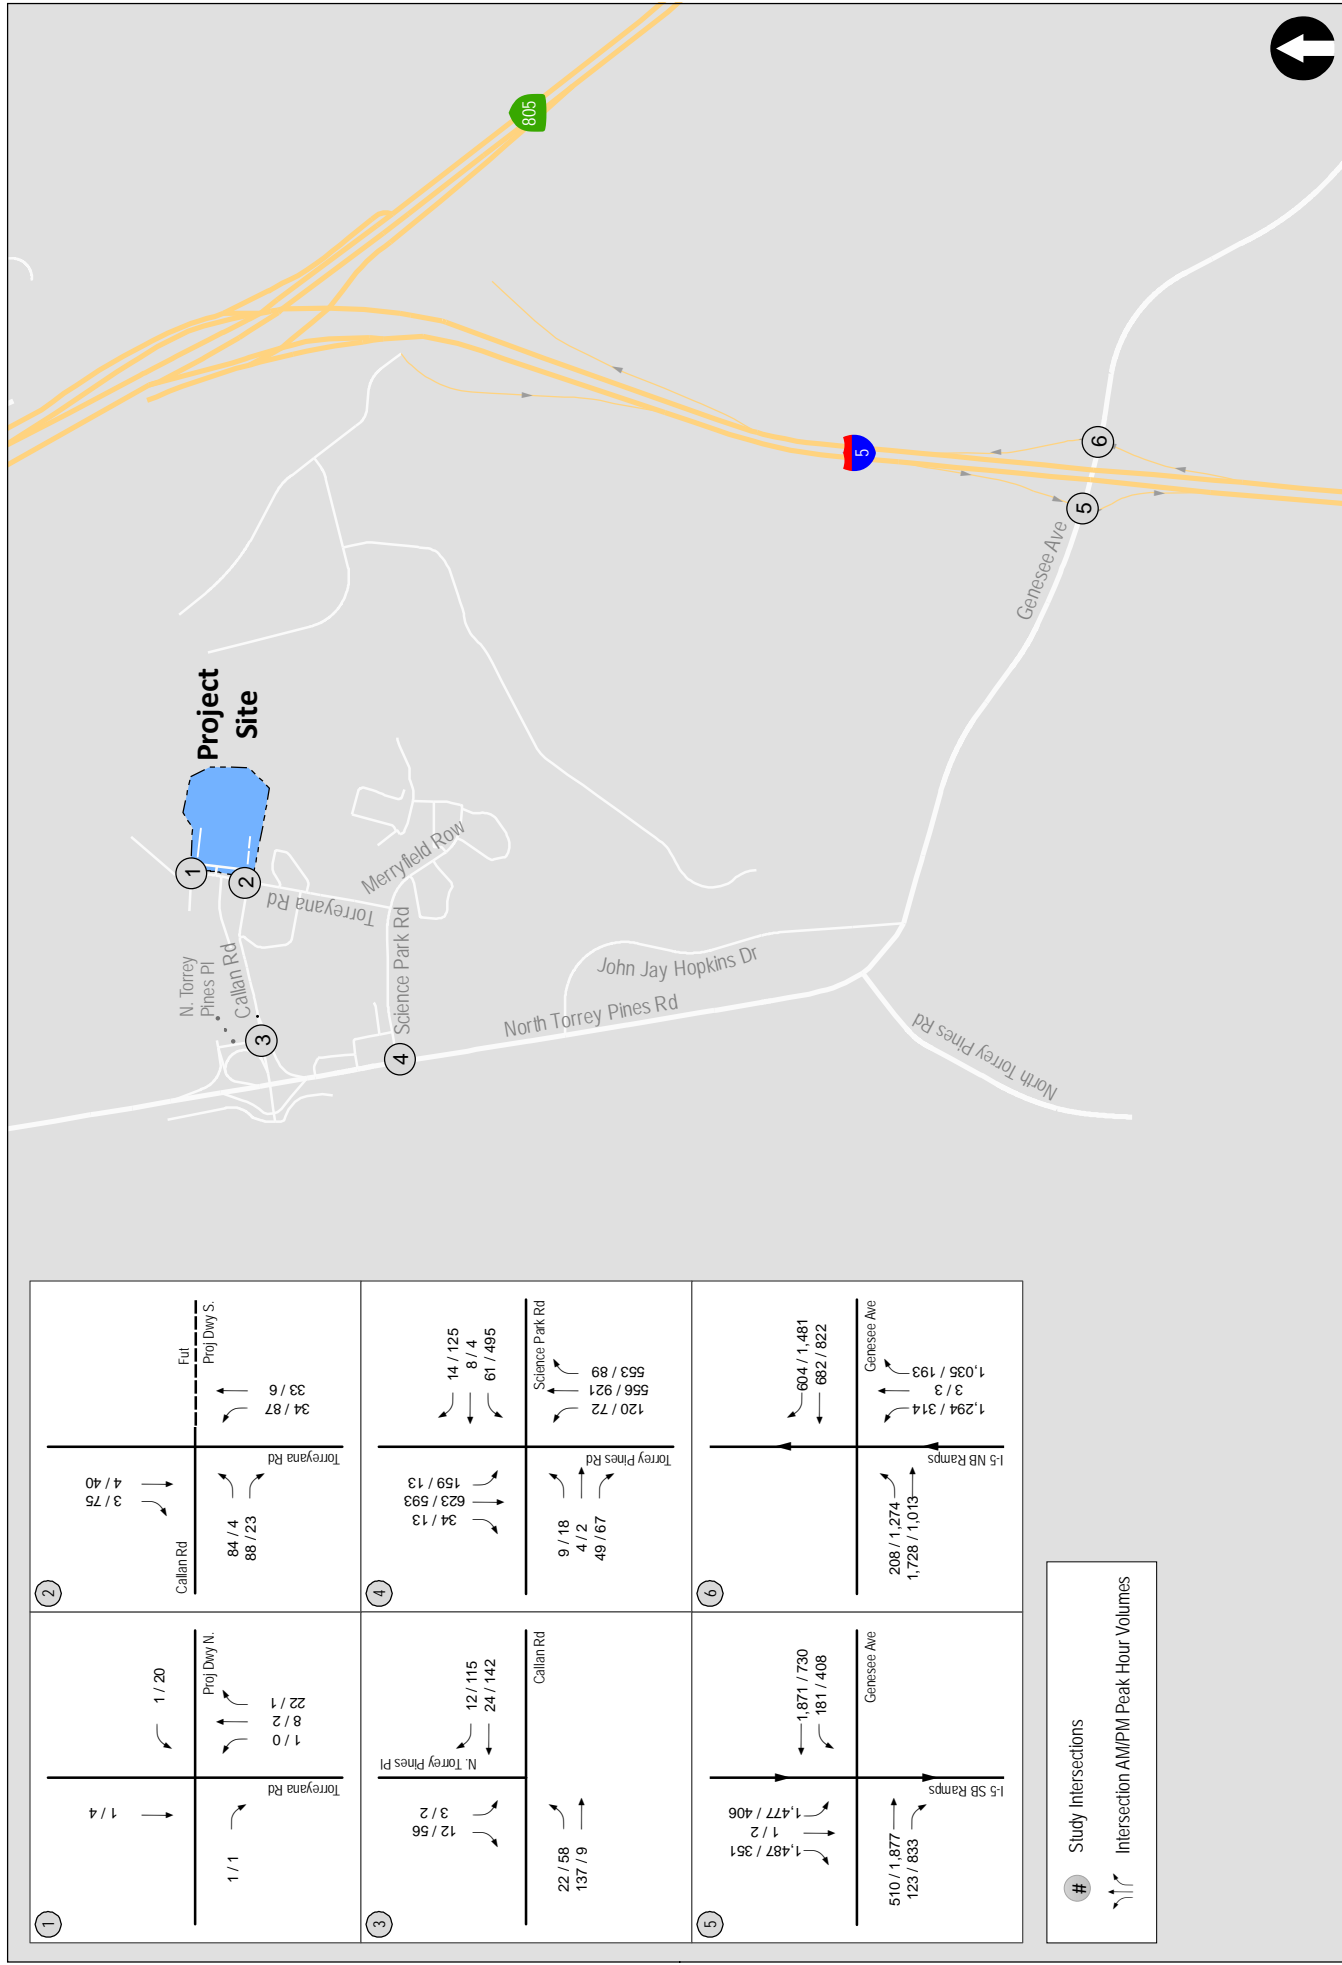 1
1 / 4
1 / 20
Proj Dwy N.
1 / 1
Torreyana Rd
1 / 0
8 / 2
22 / 1
2
Callan Rd
3 / 75
4 / 40
Fut
Proj Dwy S.
84 / 4
88 / 23
Torreyana Rd
34 / 87
33 / 6
3
12 / 56
3 / 2
N. Torrey Pines Pl
12 / 115
24 / 142
Callan Rd
22 / 58
137 / 9
4
34 / 13
623 / 593
159 / 13
14 / 125
8 / 4
61 / 495
Science Park Rd
9 / 18
4 / 2
49 / 67
Torrey Pines Rd
120 / 72
556 / 921
553 / 89
5
1,487 / 351
1 / 2
1,477 / 406
1,871 / 730
181 / 408
Genesee Ave
510 / 1,877
123 / 833
I-5 SB Ramps
6
604 / 1,481
682 / 822
Genesee Ave
208 / 1,274
1,728 / 1,013
I-5 NB Ramps
1,294 / 314
3 / 3
1,035 / 193
# Study Intersections
Intersection AM/PM Peak Hour Volumes
Project
Site
1
2
3
4
5
6
N. Torrey
Pines Pl
Callan Rd
Torreyana Rd
Science Park Rd
Merryfield Row
John Jay Hopkins Dr
North Torrey Pines Rd
North Torrey Pines Rd
Genesee Ave
5
805